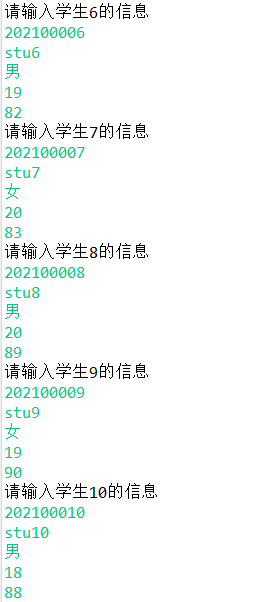 请输入学生6的信息
202100006
stu6
男
19
82
请输入学生7的信息
202100007
stu7
女
20
83
请输入学生8的信息
202100008
stu8
男
20
89
请输入学生9的信息
202100009
stu9
女
19
90
请输入学生10的信息
202100010
stu10
男
18
88